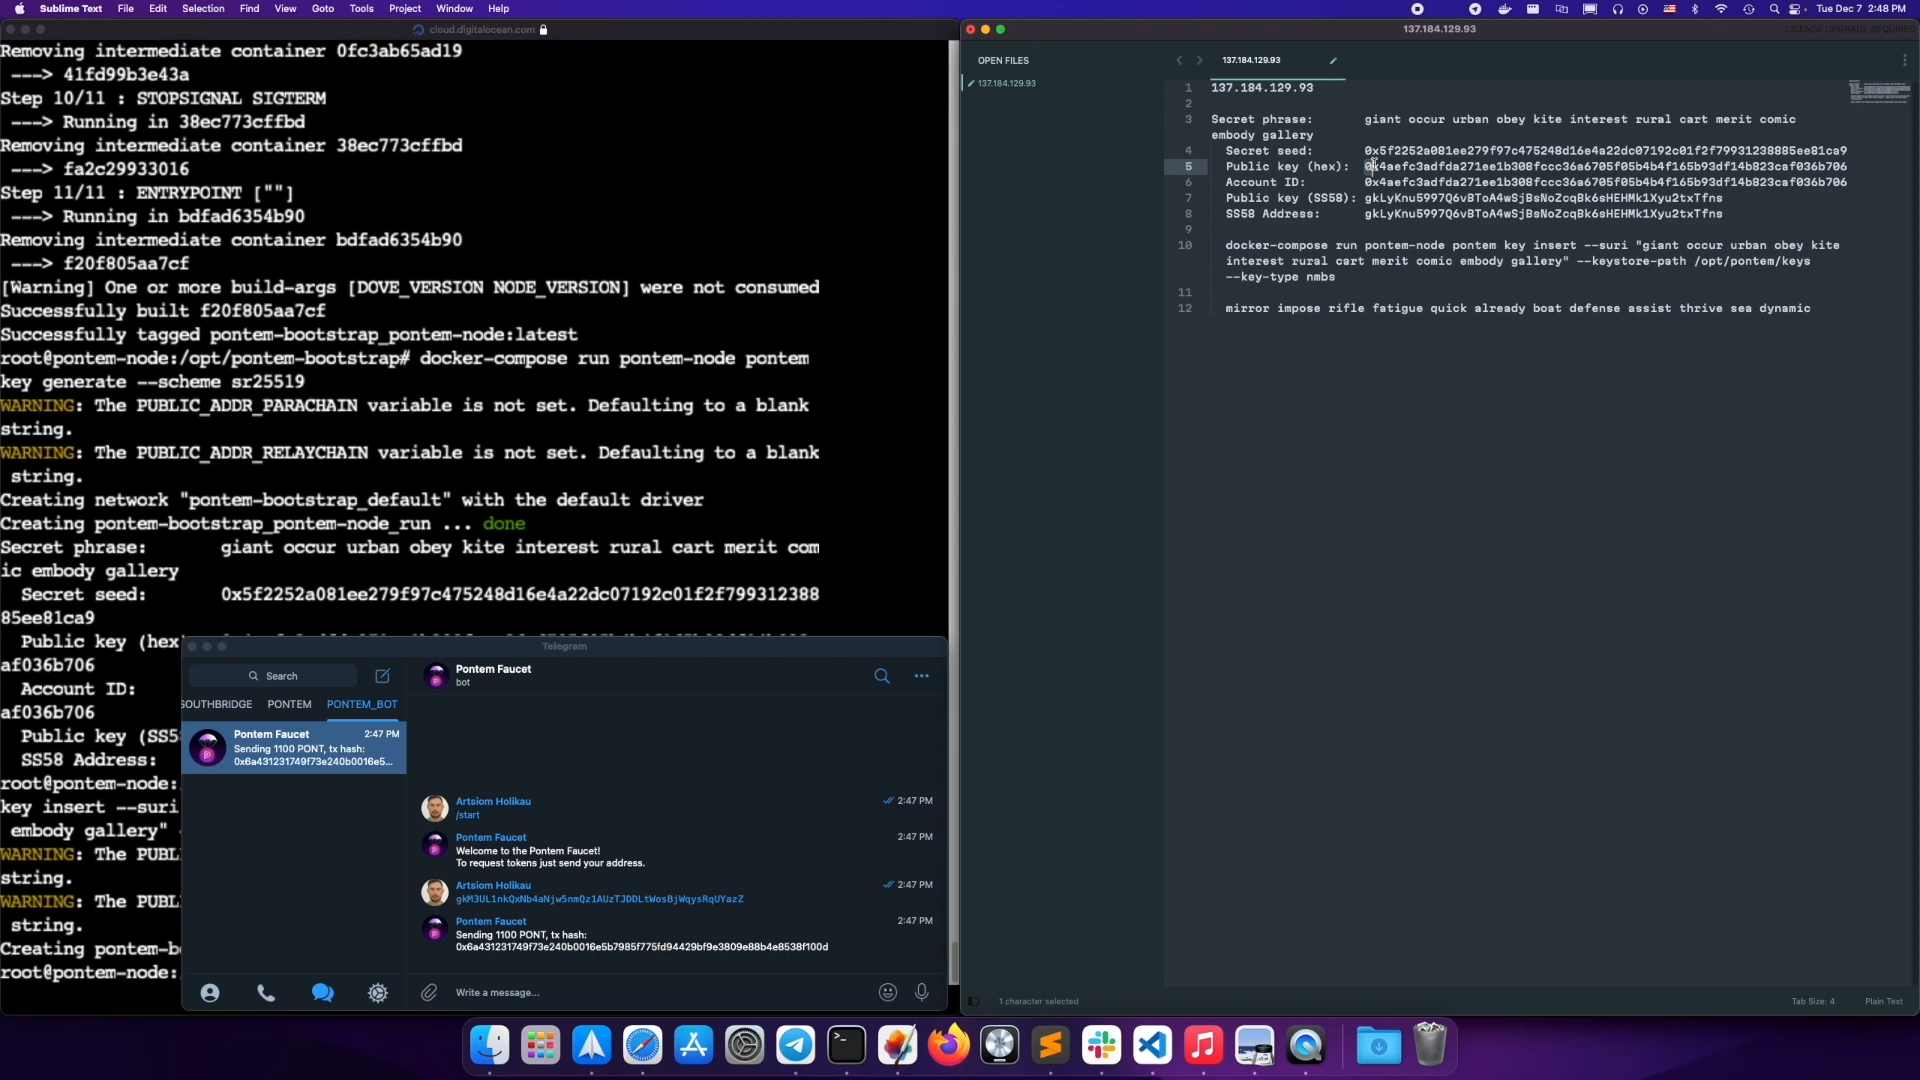 Sublime Text File Edit Selection Find View Goto Tools Project Window Help
Tue Dec 7 2:48 PM
cloud.digitalocean.com
Removing intermediate container 0fc3ab65ad19
---> 41fd99b3e43a
Step 10/11 : STOPSIGNAL SIGTERM
---> Running in 38ec773cffbd
Removing intermediate container 38ec773cffbd
---> fa2c29933016
Step 11/11 : ENTRYPOINT [""]
---> Running in bdfad6354b90
Removing intermediate container bdfad6354b90
---> f20f805aa7cf
[Warning] One or more build-args [DOVE_VERSION NODE_VERSION] were not consumed
Successfully built f20f805aa7cf
Successfully tagged pontem-bootstrap_pontem-node:latest
root@pontem-node:/opt/pontem-bootstrap# docker-compose run pontem-node pontem
key generate --scheme sr25519
WARNING: The PUBLIC_ADDR_PARACHAIN variable is not set. Defaulting to a blank
string.
WARNING: The PUBLIC_ADDR_RELAYCHAIN variable is not set. Defaulting to a blank
string.
Creating network "pontem-bootstrap_default" with the default driver
Creating pontem-bootstrap_pontem-node_run ... done
Secret phrase: giant occur urban obey kite interest rural cart merit com
ic embody gallery
Secret seed: 0x5f2252a081ee279f97c475248d16e4a22dc07192c01f2f799312388
85ee81ca9
Public key (hex
af036b706
Account ID:
af036b706
Public key (SS5
SS58 Address:
root@pontem-node:
key insert --suri
embody gallery"
WARNING: The PUBL
string.
WARNING: The PUBL
string.
Creating pontem-b
root@pontem-node:
Telegram
Search
SOUTHBRIDGE PONTEM PONTEM_BOT
Pontem Faucet 2:47 PM
Sending 1100 PONT, tx hash:
0x6a431231749f73e240b0016e5...
Pontem Faucet
bot
Artsiom Holikau 2:47 PM
/start
Pontem Faucet 2:47 PM
Welcome to the Pontem Faucet!
To request tokens just send your address.
Artsiom Holikau 2:47 PM
gkM3UL1nkQxNb4aNjw5nmQz1AUzTJDDLtWosBjWqysRqUYazZ
Pontem Faucet 2:47 PM
Sending 1100 PONT, tx hash:
0x6a431231749f73e240b0016e5b7985f775fd94429bf9e3809e88b4e8538f100d
Write a message...
137.184.129.93
LICENSE UPGRADE REQUIRED
OPEN FILES
137.184.129.93
137.184.129.93
1 137.184.129.93
2
3 Secret phrase: giant occur urban obey kite interest rural cart merit comic
embody gallery
4 Secret seed: 0x5f2252a081ee279f97c475248d16e4a22dc07192c01f2f79931238885ee81ca9
5 Public key (hex): 0x4aefc3adfda271ee1b308fccc36a6705f05b4b4f165b93df14b823caf036b706
6 Account ID: 0x4aefc3adfda271ee1b308fccc36a6705f05b4b4f165b93df14b823caf036b706
7 Public key (SS58): gkLyKnu5997Q6vBToA4wSjBsNoZcqBk6sHEHMk1Xyu2txTfns
8 SS58 Address: gkLyKnu5997Q6vBToA4wSjBsNoZcqBk6sHEHMk1Xyu2txTfns
9
10 docker-compose run pontem-node pontem key insert --suri "giant occur urban obey kite
interest rural cart merit comic embody gallery" --keystore-path /opt/pontem/keys
--key-type nmbs
11
12 mirror impose rifle fatigue quick already boat defense assist thrive sea dynamic
1 character selected
Tab Size: 4 Plain Text